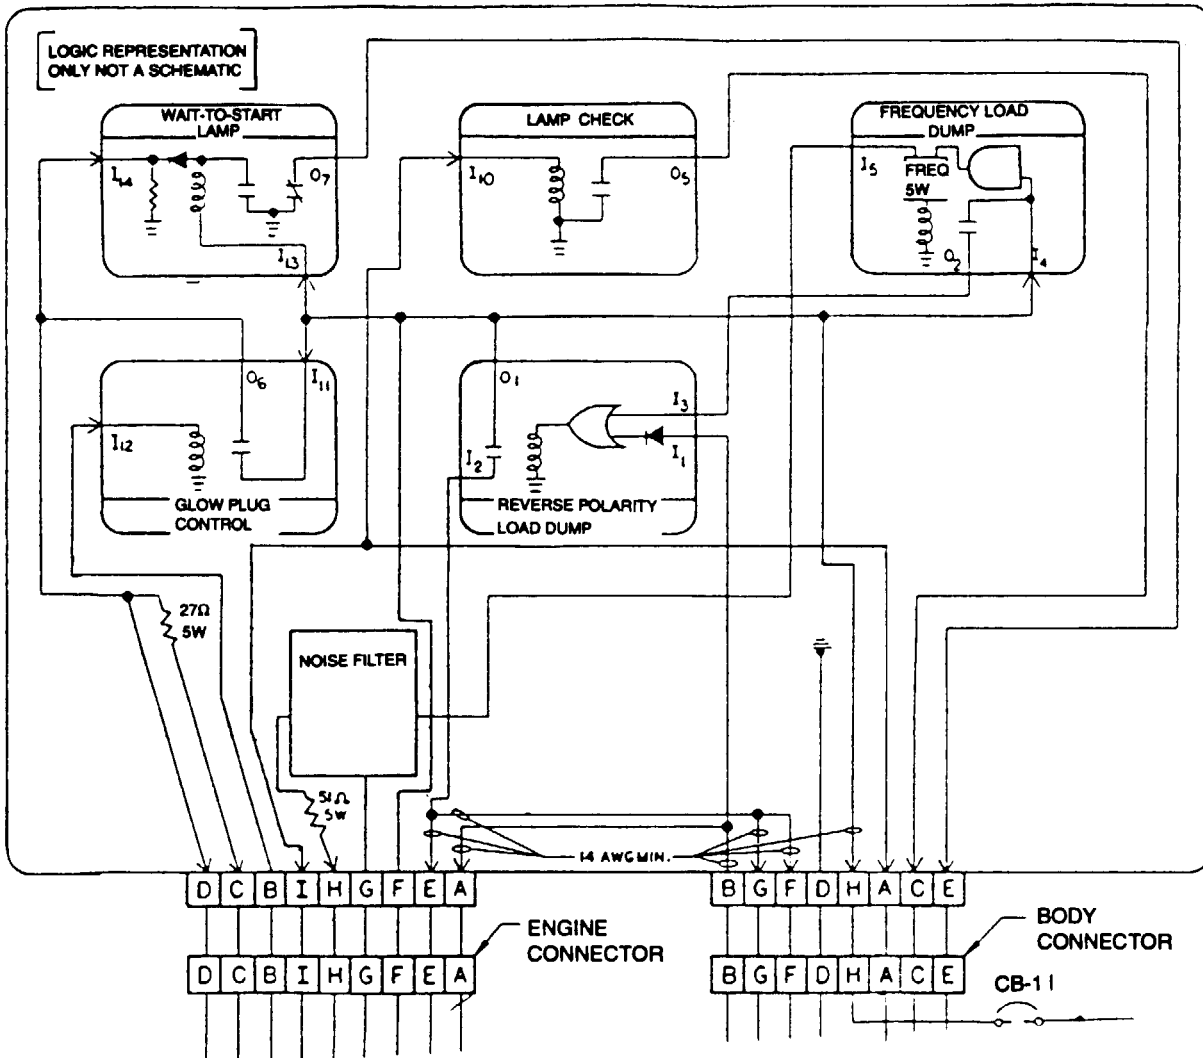 LOGIC REPRESENTATION
ONLY NOT A SCHEMATIC
WAIT-TO-START
LAMP
I14
O7
I13
LAMP CHECK
I10
O5
FREQUENCY LOAD
DUMP
I5
FREQ
5W
O2
I4
O6
I11
I12
GLOW PLUG
CONTROL
O1
I3
I2
I1
REVERSE POLARITY
LOAD DUMP
27Ω
5W
NOISE FILTER
51Ω
5W
14 AWG MIN.
D C B I H G F E A
B G F D H A C E
ENGINE
CONNECTOR
BODY
CONNECTOR
D C B I H G F E A
B G F D H A C E
CB-11